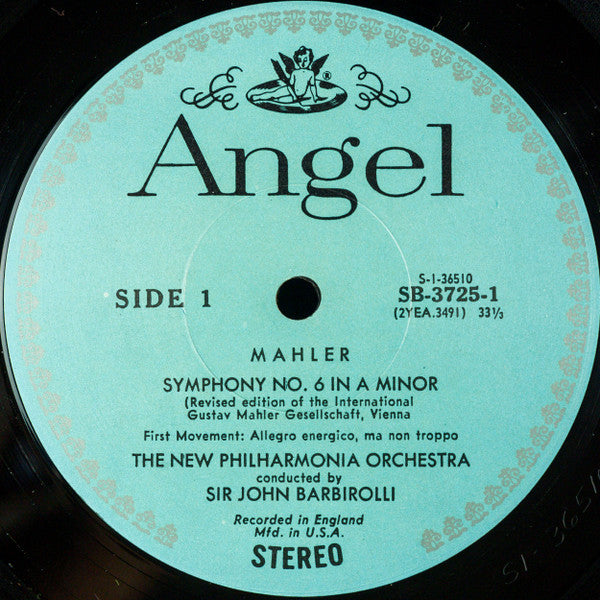 ®
Angel
SIDE 1
S-1-36510
SB-3725-1
(2YEA.3491) 33⅓
MAHLER
SYMPHONY NO. 6 IN A MINOR
(Revised edition of the International
Gustav Mahler Gesellschaft, Vienna
First Movement: Allegro energico, ma non troppo
THE NEW PHILHARMONIA ORCHESTRA
conducted by
SIR JOHN BARBIROLLI
Recorded in England
Mfd. in U.S.A.
STEREO